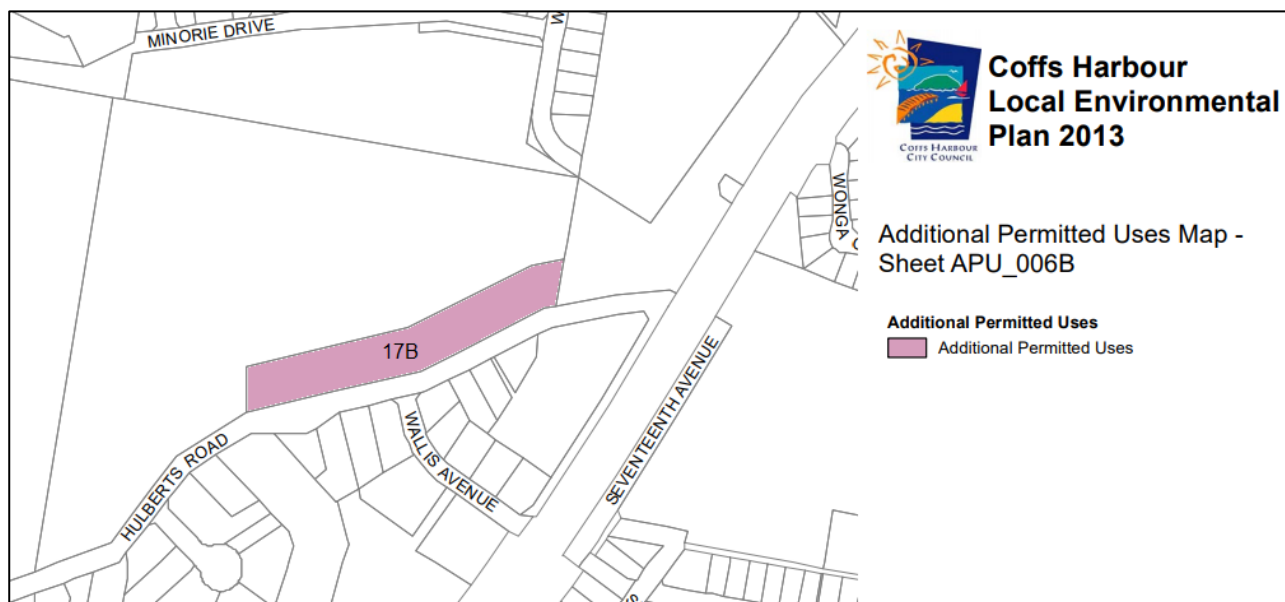 MINORIE DRIVE
W
WONGA C
17B
HULBERTS ROAD
WALLIS AVENUE
SEVENTEENTH AVENUE
S
COFFS HARBOUR
CITY COUNCIL
Coffs Harbour
Local Environmental
Plan 2013
Additional Permitted Uses Map -
Sheet APU_006B
Additional Permitted Uses
Additional Permitted Uses